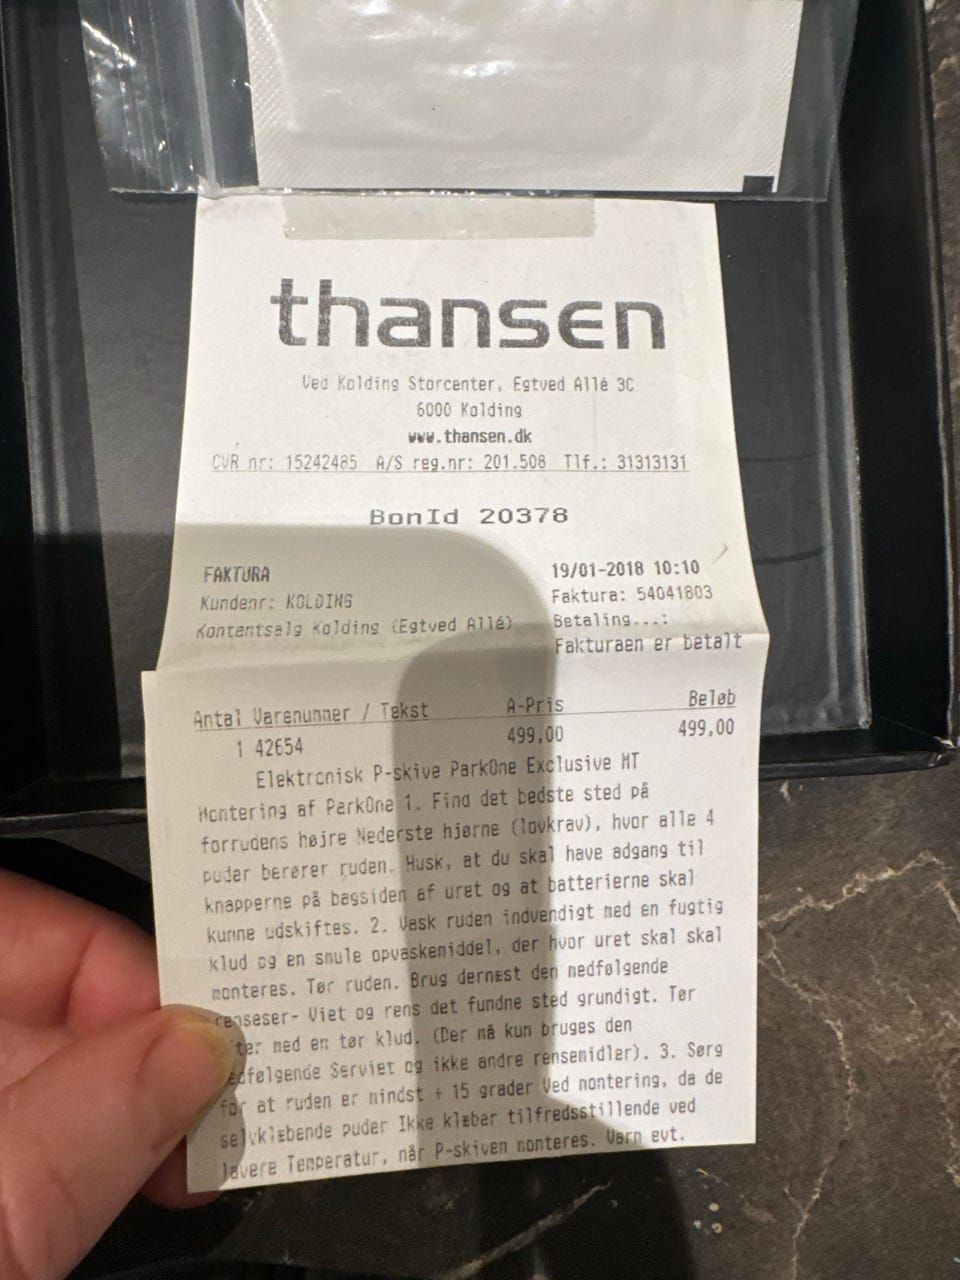 thansen
Ved Kolding Storcenter, Egtved Allé 3C
6000 Kolding
www.thansen.dk
CVR nr: 15242485 A/S reg.nr: 201.508 Tlf.: 31313131
BonId 20378
FAKTURA
19/01-2018 10:10
Kundenr: KOLDING
Faktura: 54041803
Kontantsalg Kolding (Egtved Allé)
Betaling...:
Fakturaen er betalt
Antal Varenummer / Tekst A-Pris Beløb
1 42654 499,00 499,00
Elektronisk P-skive ParkOne Exclusive MT
Montering af ParkOne 1. Find det bedste sted på
forrudens højre Nederste hjørne (lovkrav), hvor alle 4
puder berører ruden. Husk, at du skal have adgang til
knapperne på bagsiden af uret og at batterierne skal
kunne udskiftes. 2. Vask ruden indvendigt med en fugtig
klud og en smule opvaskemiddel, der hvor uret skal skal
monteres. Tør ruden. Brug dernæst den medfølgende
renseser- Viet og rens det fundne sted grundigt. Tør
med en tør klud. (Der må kun bruges den
Serviet og ikke andre rensemidler). 3. Sørg
for at ruden er mindst + 15 grader Ved montering, da de
selvklæbende puder Ikke klæbar tilfredsstillende ved
lavere Temperatur, når P-skiven monteres. Varm evt.